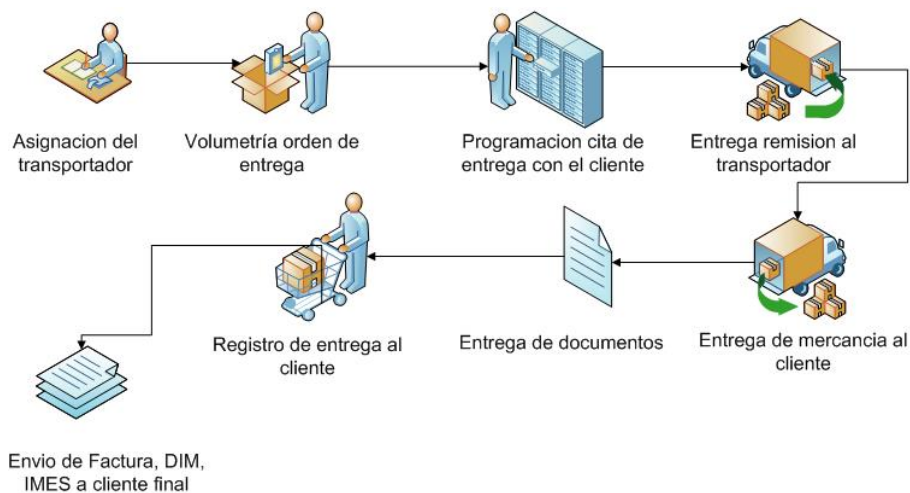 Asignacion del
transportador
Volumetría orden de
entrega
Programacion cita de
entrega con el cliente
Entrega remision al
transportador
Entrega de mercancia al
cliente
Entrega de documentos
Registro de entrega al
cliente
Envio de Factura, DIM,
IMES a cliente final